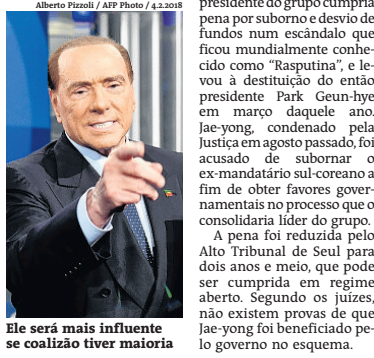 Alberto Pizzoli / AFP Photo / 4.2.2018
Ele será mais influente
se coalizão tiver maioria
presidente do grupo cumpria
pena por suborno e desvio de
fundos num escândalo que
ficou mundialmente conhe-
cido como “Rasputina”, e le-
vou à destituição do então
presidente Park Geun-hye
em março daquele ano.
Jae-yong, condenado pela
Justiça em agosto passado, foi
acusado de subornar o
ex-mandatário sul-coreano a
fim de obter favores gover-
namentais no processo que o
consolidaria líder do grupo.
A pena foi reduzida pelo
Alto Tribunal de Seul para
dois anos e meio, que pode
ser cumprida em regime
aberto. Segundo os juízes,
não existem provas de que
Jae-yong foi beneficiado pe-
lo governo no esquema.